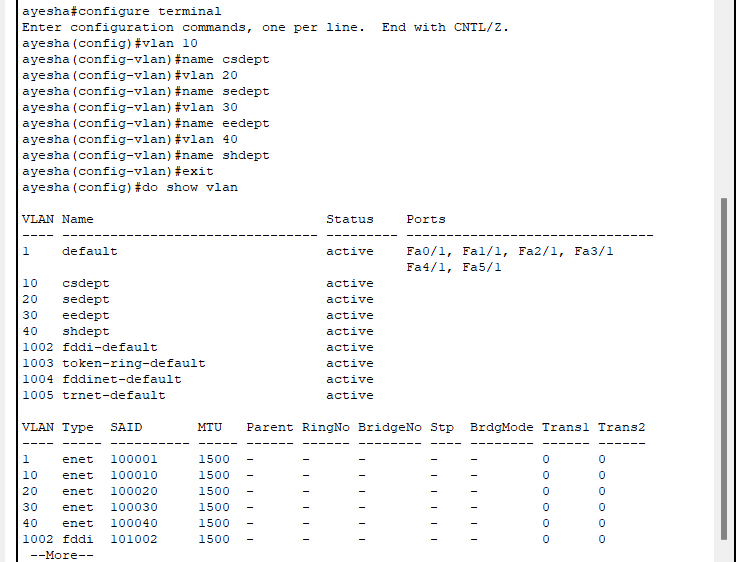 ayesha#configure terminal
Enter configuration commands, one per line.  End with CNTL/Z.
ayesha(config)#vlan 10
ayesha(config-vlan)#name csdept
ayesha(config-vlan)#vlan 20
ayesha(config-vlan)#name sedept
ayesha(config-vlan)#vlan 30
ayesha(config-vlan)#name eedept
ayesha(config-vlan)#vlan 40
ayesha(config-vlan)#name shdept
ayesha(config-vlan)#exit
ayesha(config)#do show vlan

VLAN Name                             Status    Ports
---- -------------------------------- --------- -------------------------------
1    default                          active    Fa0/1, Fa1/1, Fa2/1, Fa3/1
                                                Fa4/1, Fa5/1
10   csdept                           active
20   sedept                           active
30   eedept                           active
40   shdept                           active
1002 fddi-default                     active
1003 token-ring-default               active
1004 fddinet-default                  active
1005 trnet-default                    active

VLAN Type  SAID       MTU   Parent RingNo BridgeNo Stp  BrdgMode Trans1 Trans2
---- ----- ---------- ----- ------ ------ -------- ---- -------- ------ ------
1    enet  100001     1500  -      -      -        -    -        0      0
10   enet  100010     1500  -      -      -        -    -        0      0
20   enet  100020     1500  -      -      -        -    -        0      0
30   enet  100030     1500  -      -      -        -    -        0      0
40   enet  100040     1500  -      -      -        -    -        0      0
1002 fddi  101002     1500  -      -      -        -    -        0      0
 --More--